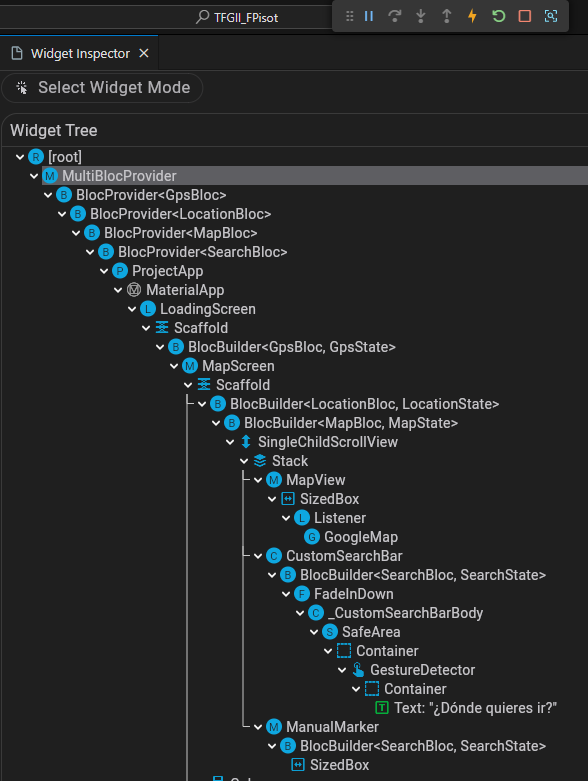 TFGII_FPisot
Widget Inspector
Select Widget Mode
Widget Tree
R [root]
M MultiBlocProvider
B BlocProvider<GpsBloc>
B BlocProvider<LocationBloc>
B BlocProvider<MapBloc>
B BlocProvider<SearchBloc>
P ProjectApp
M MaterialApp
L LoadingScreen
Scaffold
B BlocBuilder<GpsBloc, GpsState>
M MapScreen
Scaffold
B BlocBuilder<LocationBloc, LocationState>
B BlocBuilder<MapBloc, MapState>
SingleChildScrollView
Stack
M MapView
SizedBox
L Listener
G GoogleMap
C CustomSearchBar
B BlocBuilder<SearchBloc, SearchState>
F FadeInDown
C _CustomSearchBarBody
S SafeArea
Container
GestureDetector
Container
T Text: "¿Dónde quieres ir?"
M ManualMarker
B BlocBuilder<SearchBloc, SearchState>
SizedBox